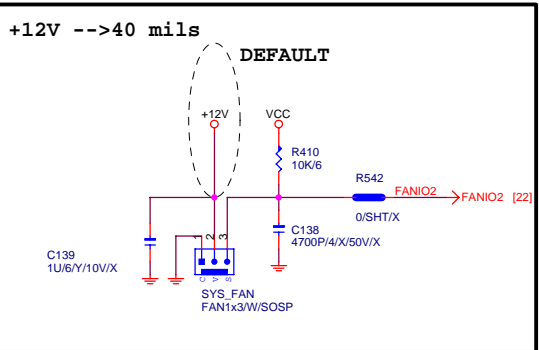 +12V -->40 mils
DEFAULT
+12V
VCC
R410
10K/6
R542
FANIO2
FANIO2 [22]
0/SHT/X
C138
4700P/4/X/50V/X
C139
1U/6/Y/10V/X
1
2
3
C
V
S
SYS_FAN
FAN1x3/W/SOSP